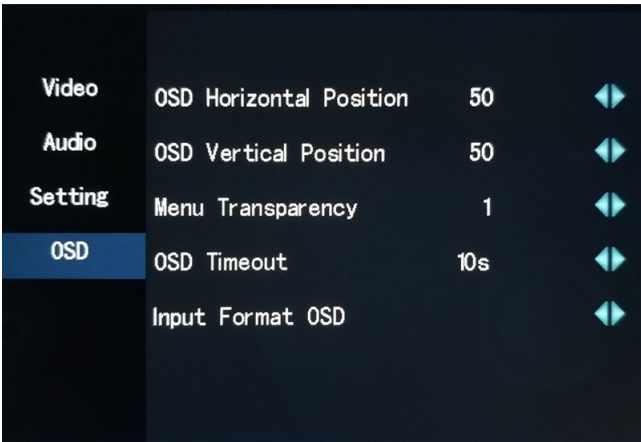 Video
Audio
Setting
OSD
OSD Horizontal Position 50
OSD Vertical Position 50
Menu Transparency 1
OSD Timeout 10s
Input Format OSD